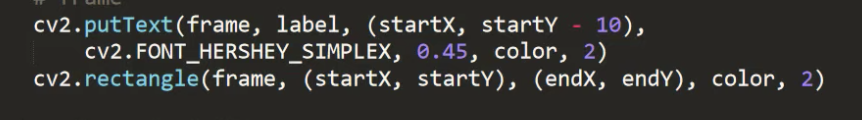 cv2.putText(frame, label, (startX, startY - 10),
cv2.FONT_HERSHEY_SIMPLEX, 0.45, color, 2)
cv2.rectangle(frame, (startX, startY), (endX, endY), color, 2)